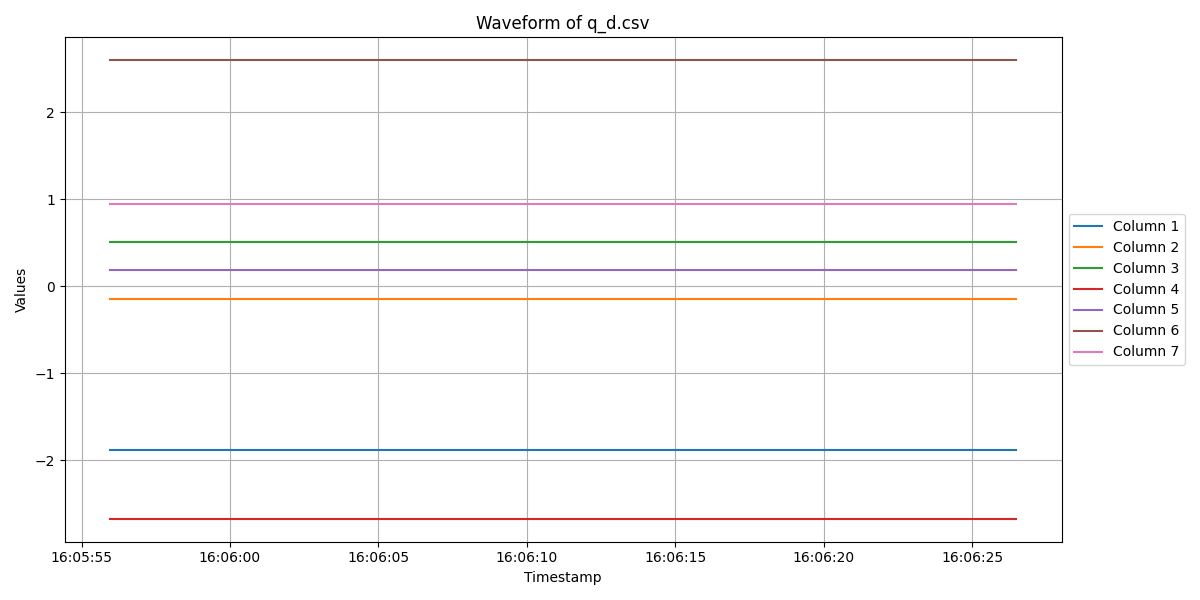 Waveform of q_d.csv
Values
2
1
0
−1
−2
16:05:55
16:06:00
16:06:05
16:06:10
16:06:15
16:06:20
16:06:25
Timestamp
Column 1
Column 2
Column 3
Column 4
Column 5
Column 6
Column 7